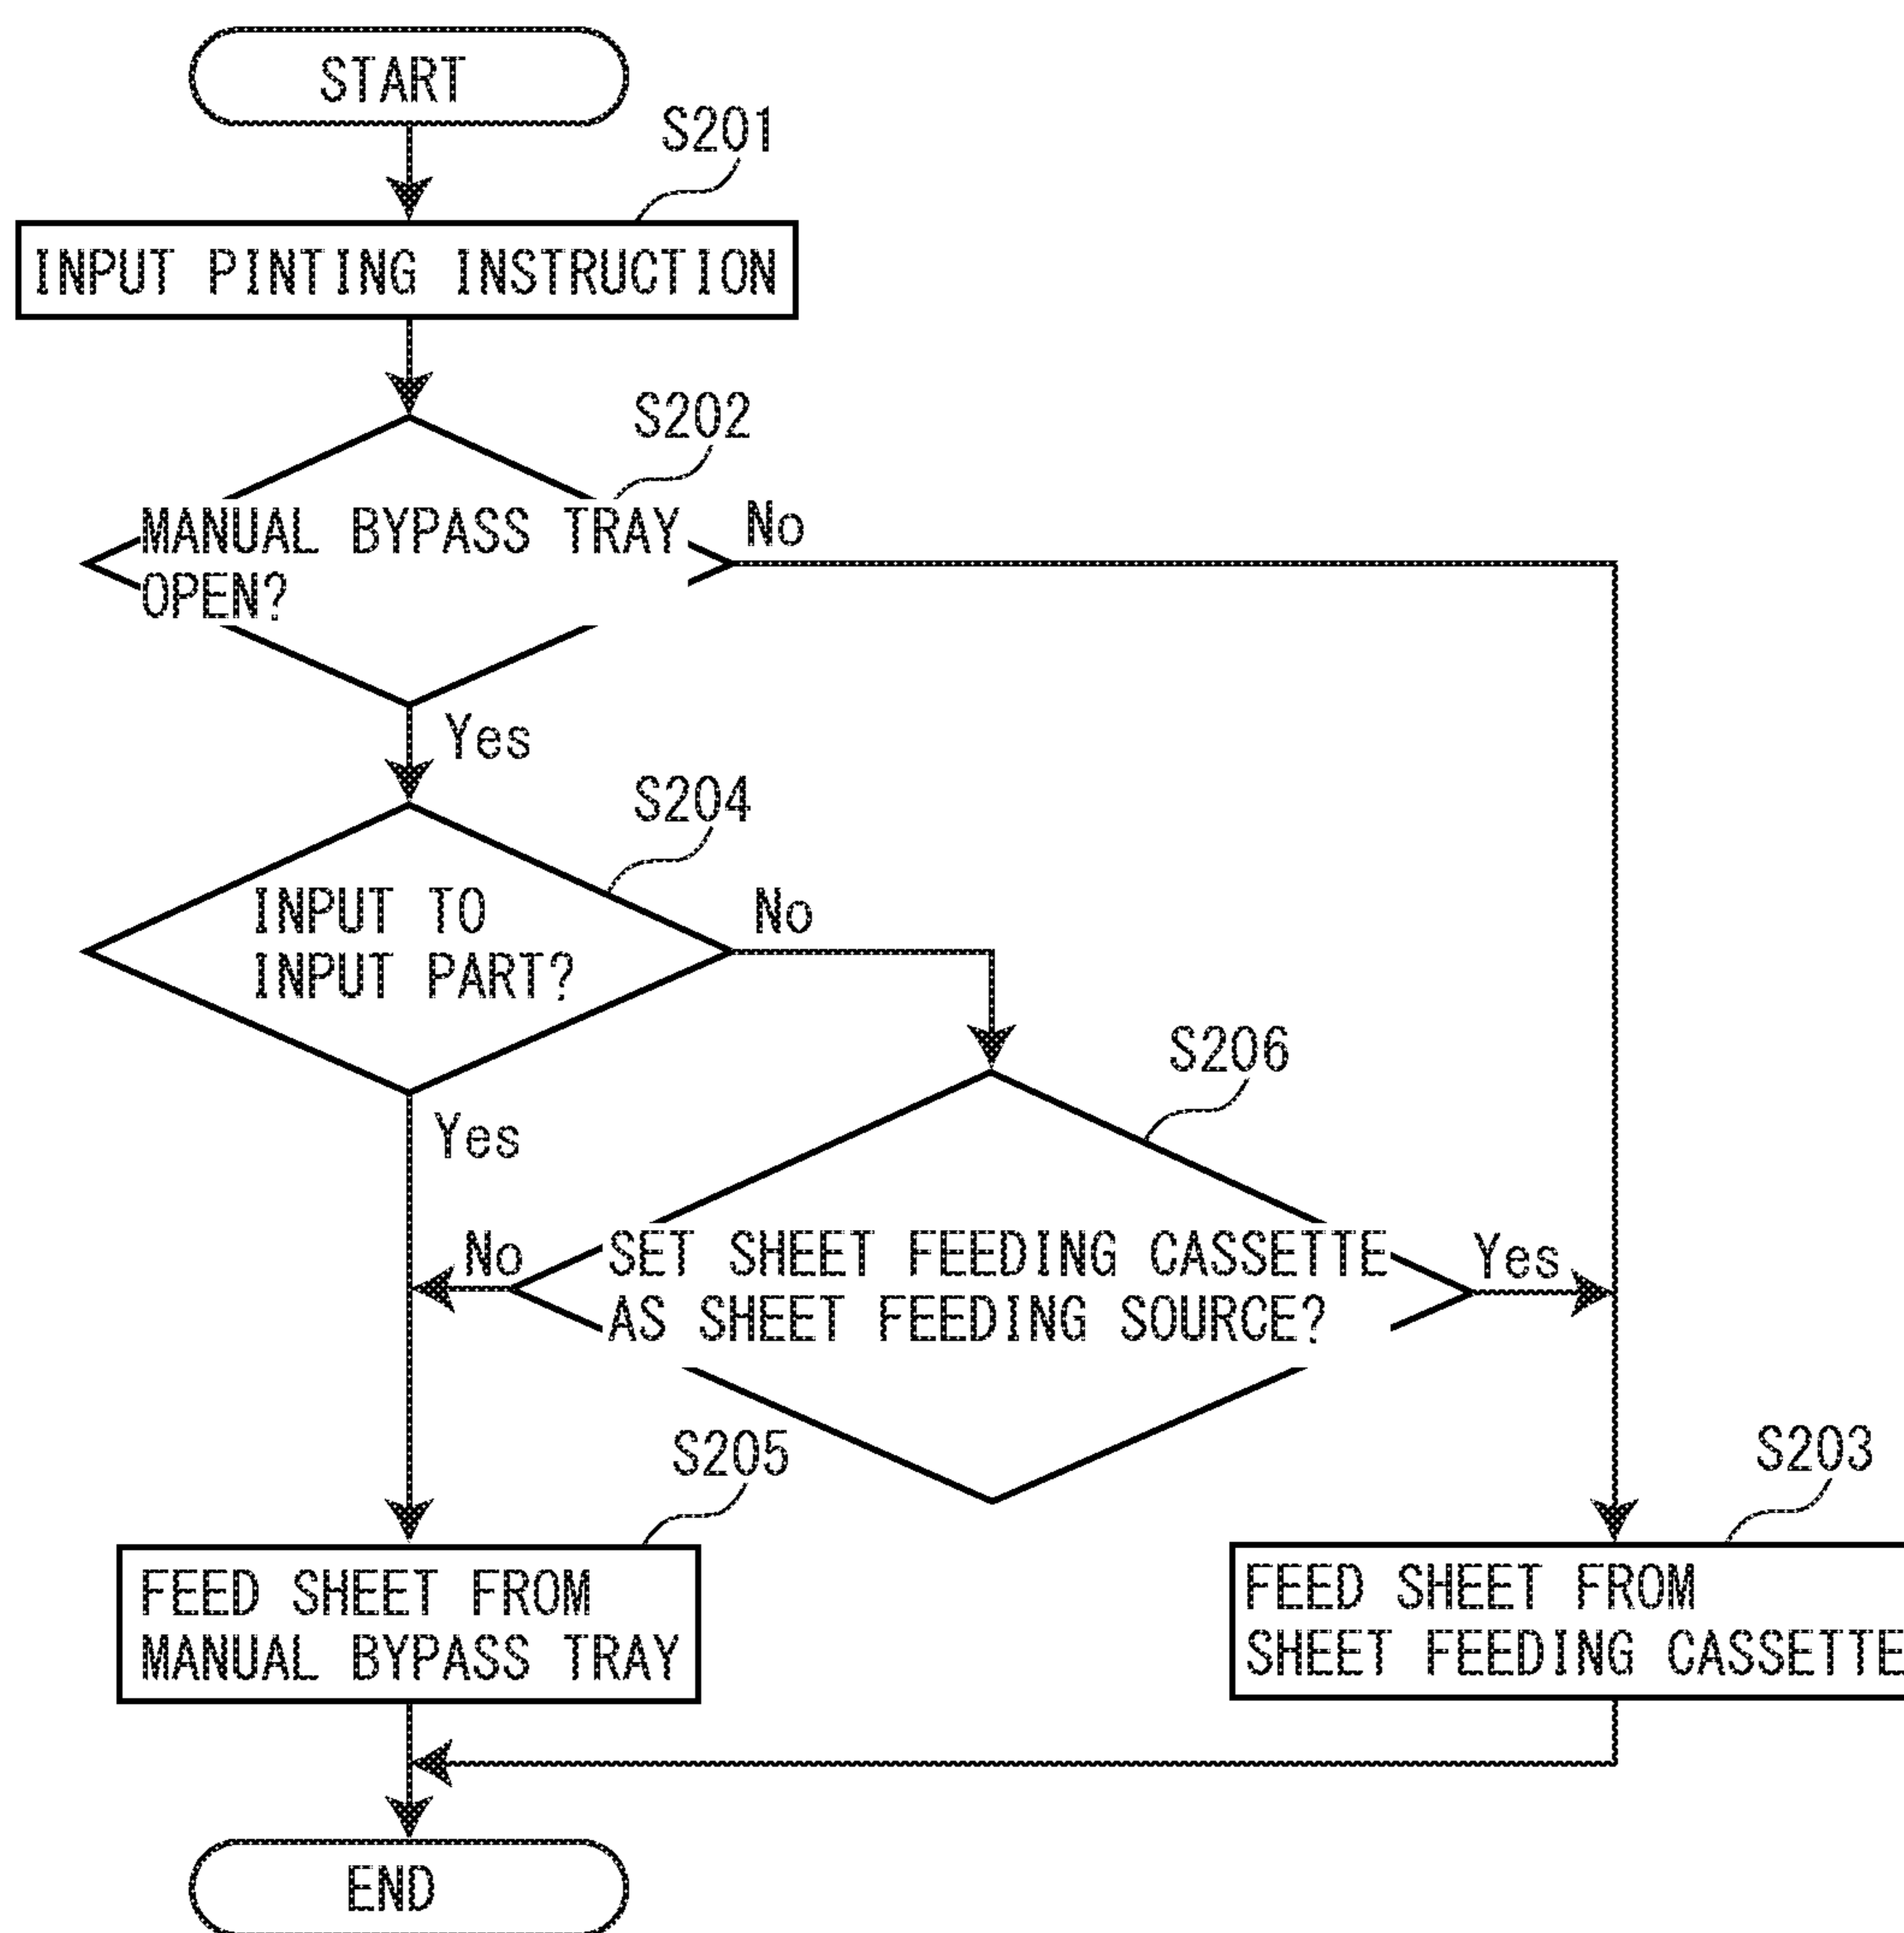 START
S201
INPUT PINTING INSTRUCTION
S202
MANUAL BYPASS TRAY
OPEN?
No
Yes
S204
INPUT TO
INPUT PART?
No
Yes
S206
SET SHEET FEEDING CASSETTE
AS SHEET FEEDING SOURCE?
No
Yes
S205
FEED SHEET FROM
MANUAL BYPASS TRAY
S203
FEED SHEET FROM
SHEET FEEDING CASSETTE
END